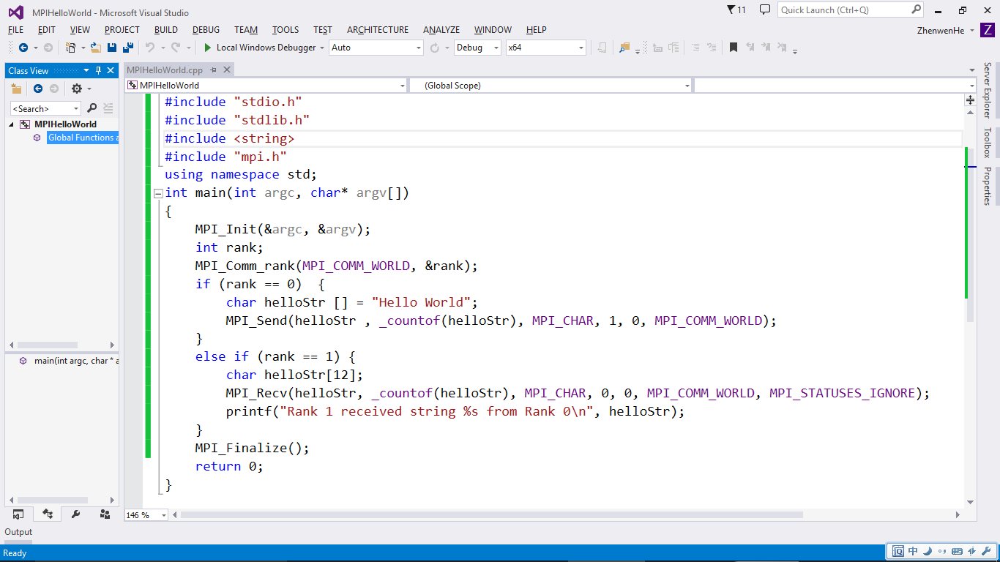 MPIHelloWorld - Microsoft Visual Studio
11
Quick Launch (Ctrl+Q)
FILE EDIT VIEW PROJECT BUILD DEBUG TEAM TOOLS TEST ARCHITECTURE ANALYZE WINDOW HELP
ZhenwenHe Z
Local Windows Debugger Auto Debug x64
Class View
<Search>
MPIHelloWorld
Global Functions a
main(int argc, char * a
MPIHelloWorld.cpp
MPIHelloWorld (Global Scope)
#include "stdio.h"
#include "stdlib.h"
#include <string>
#include "mpi.h"
using namespace std;
int main(int argc, char* argv[])
{
MPI_Init(&argc, &argv);
int rank;
MPI_Comm_rank(MPI_COMM_WORLD, &rank);
if (rank == 0)  {
char helloStr [] = "Hello World";
MPI_Send(helloStr , _countof(helloStr), MPI_CHAR, 1, 0, MPI_COMM_WORLD);
}
else if (rank == 1) {
char helloStr[12];
MPI_Recv(helloStr, _countof(helloStr), MPI_CHAR, 0, 0, MPI_COMM_WORLD, MPI_STATUSES_IGNORE);
printf("Rank 1 received string %s from Rank 0\n", helloStr);
}
MPI_Finalize();
return 0;
}
146 %
Server Explorer
Toolbox
Properties
Output
Ready
中